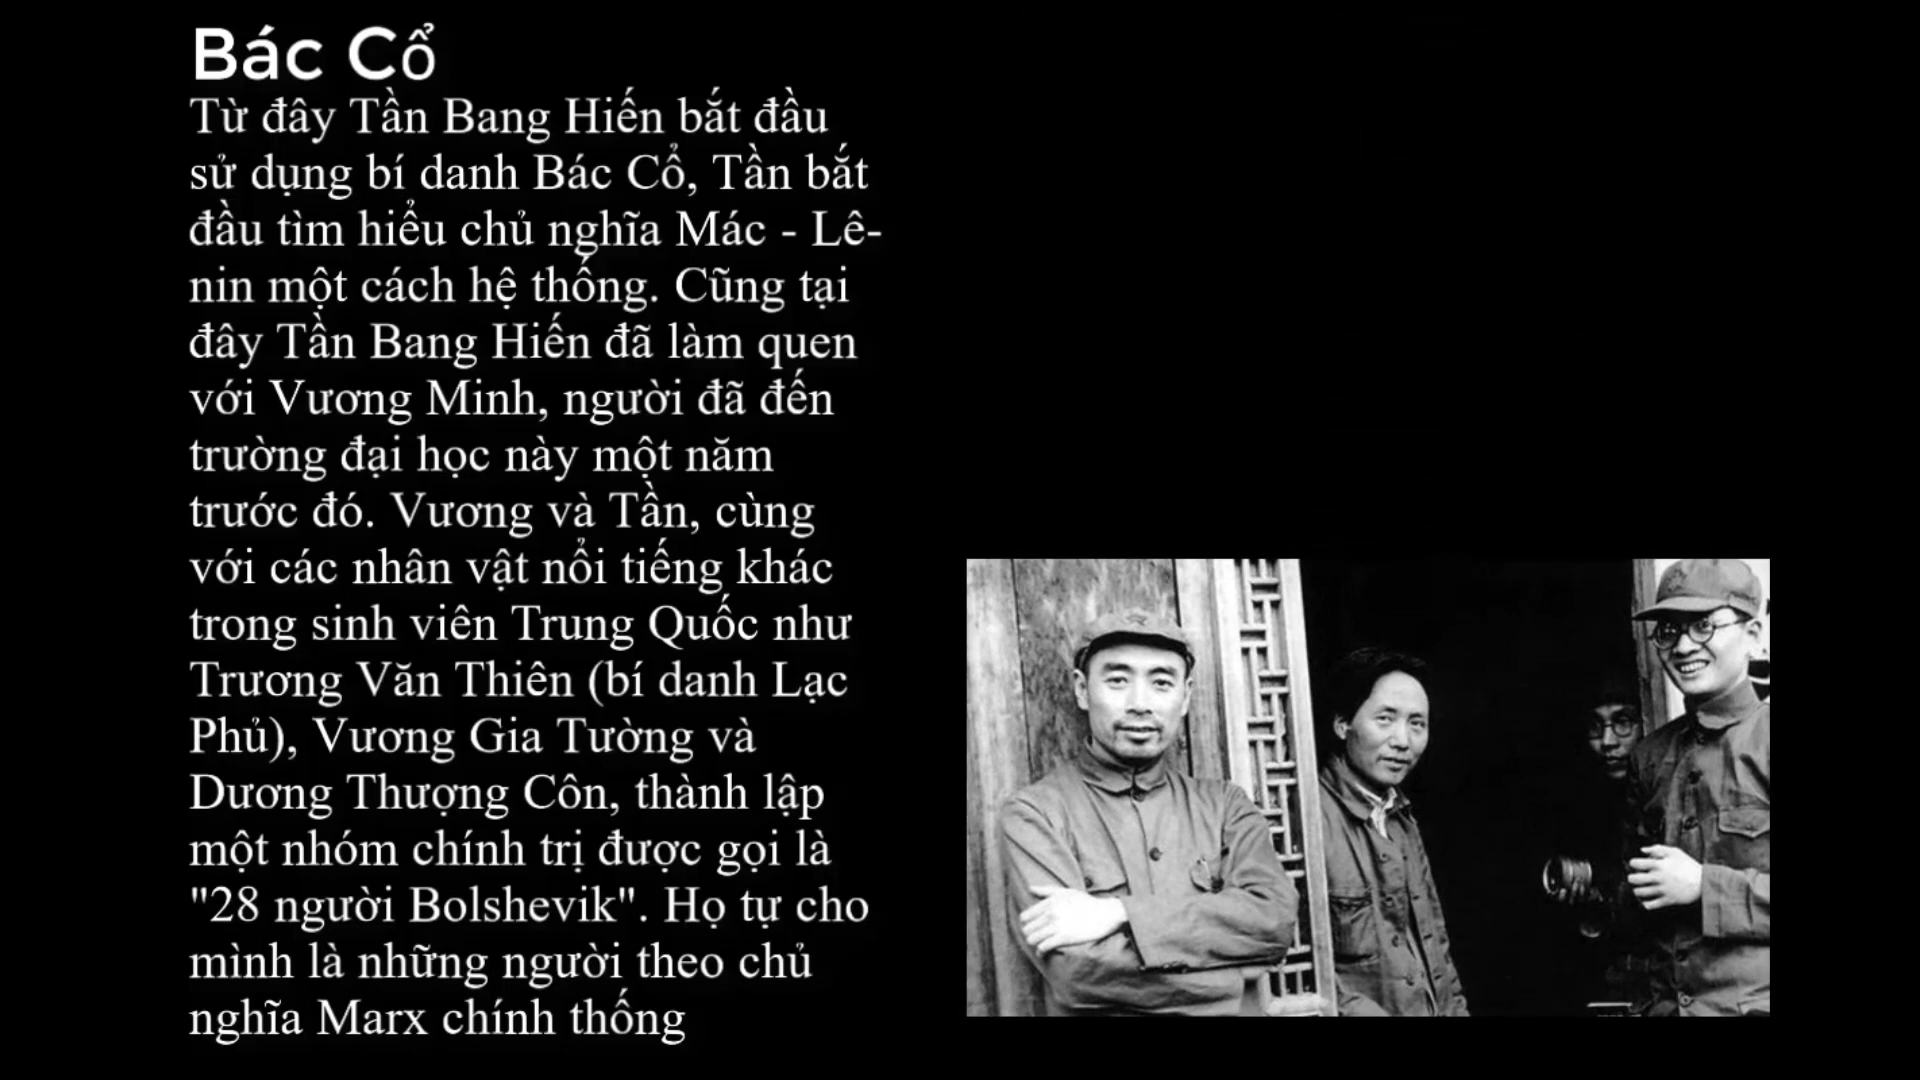 Bác Cổ
Từ đây Tần Bang Hiến bắt đầu
sử dụng bí danh Bác Cổ, Tần bắt
đầu tìm hiểu chủ nghĩa Mác - Lê-
nin một cách hệ thống. Cũng tại
đây Tần Bang Hiến đã làm quen
với Vương Minh, người đã đến
trường đại học này một năm
trước đó. Vương và Tần, cùng
với các nhân vật nổi tiếng khác
trong sinh viên Trung Quốc như
Trương Văn Thiên (bí danh Lạc
Phủ), Vương Gia Tường và
Dương Thượng Côn, thành lập
một nhóm chính trị được gọi là
"28 người Bolshevik". Họ tự cho
mình là những người theo chủ
nghĩa Marx chính thống